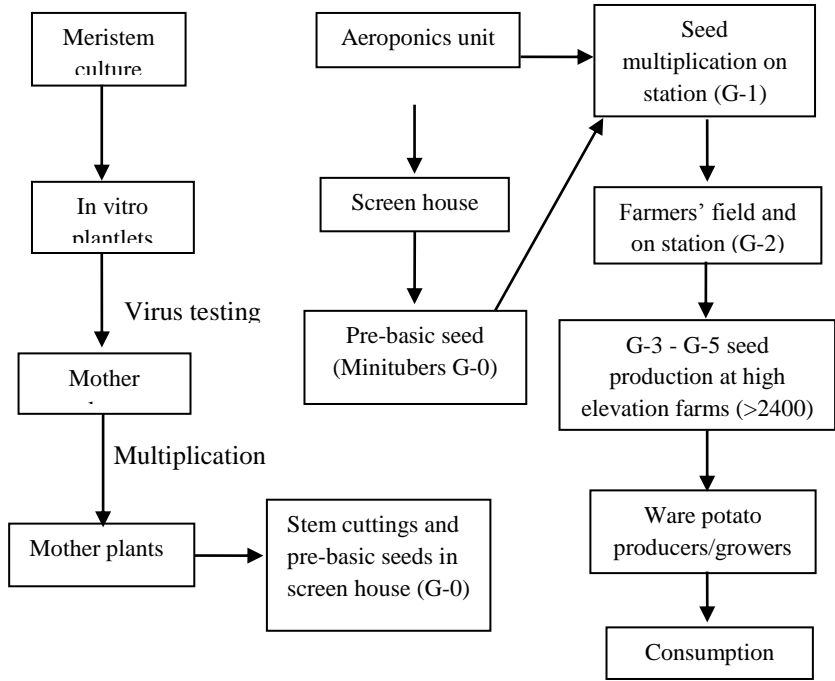 Meristem
culture
In vitro
plantlets
Virus testing
Mother
Multiplication
Mother plants
Stem cuttings and
pre-basic seeds in
screen house (G-0)
Aeroponics unit
Screen house
Pre-basic seed
(Minitubers G-0)
Seed
multiplication on
station (G-1)
Farmers’ field and
on station (G-2)
G-3 - G-5 seed
production at high
elevation farms (>2400)
Ware potato
producers/growers
Consumption